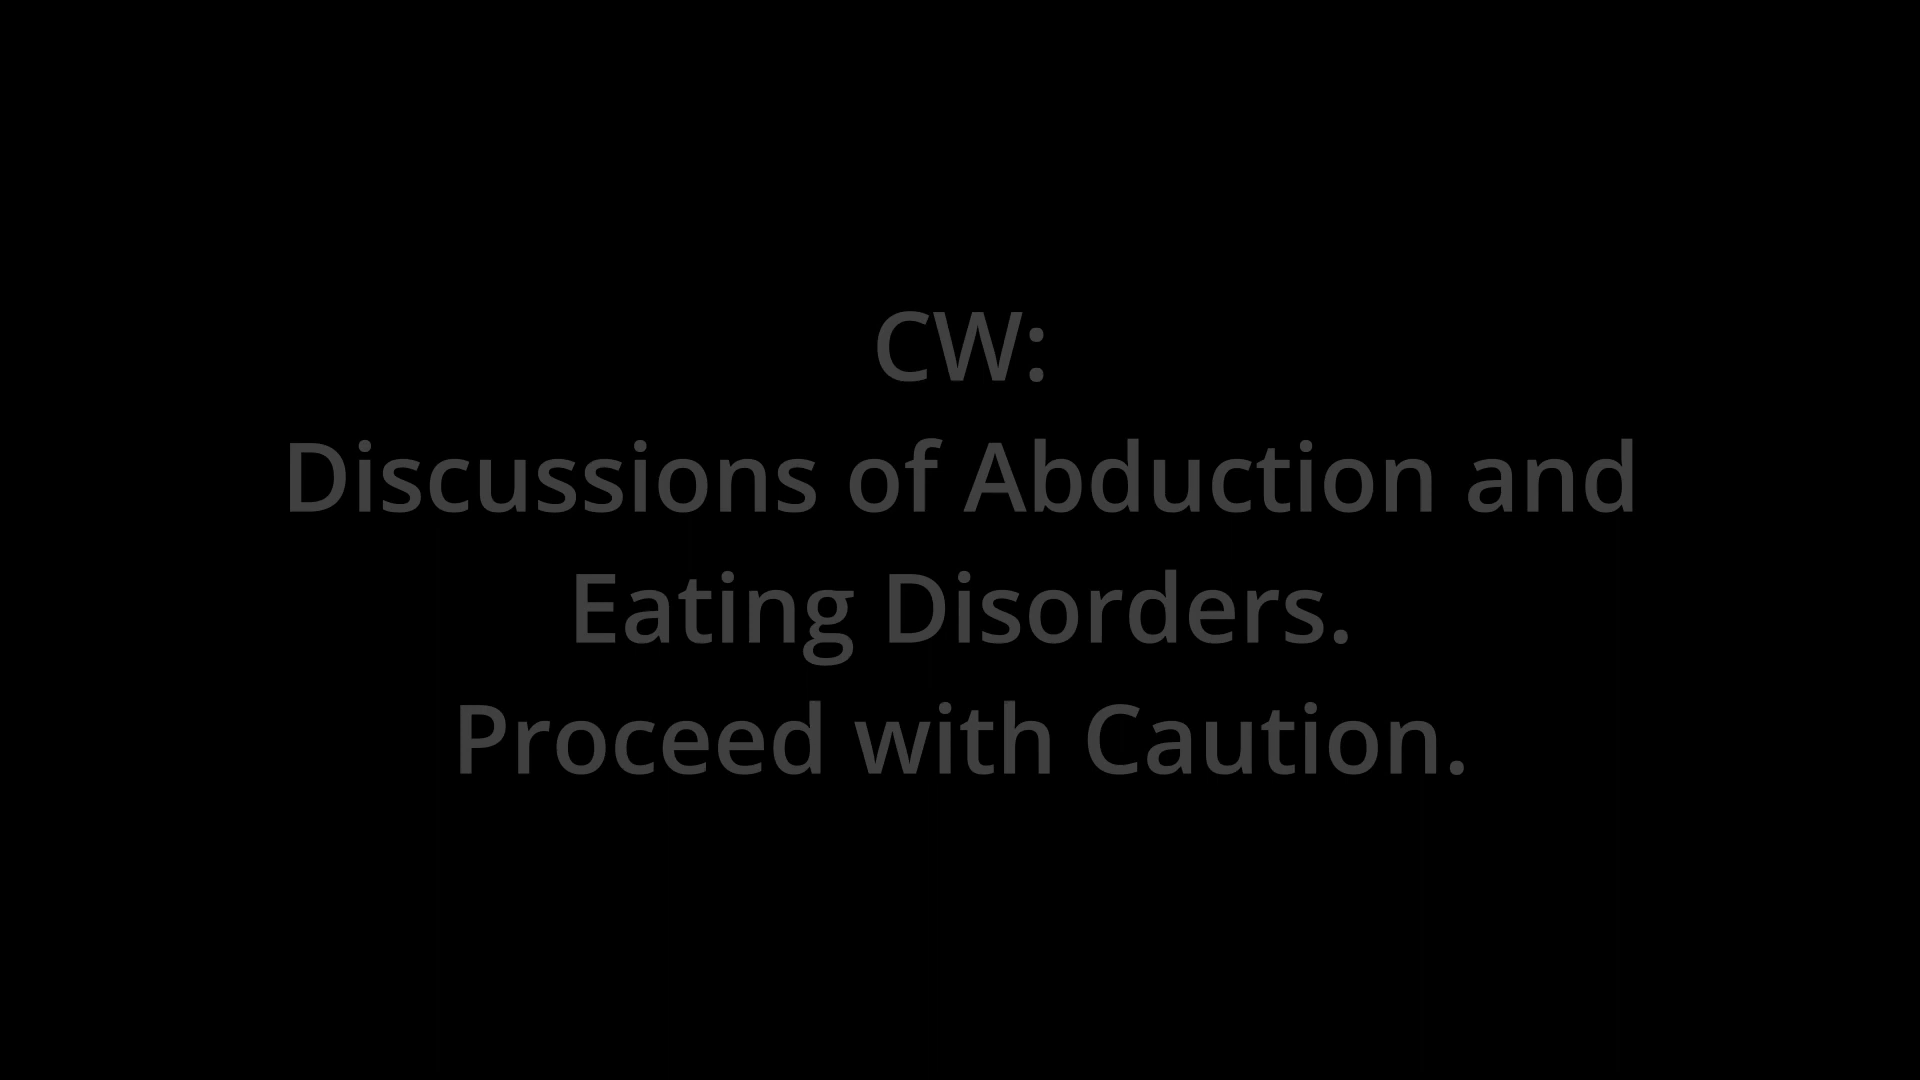 CW:
Discussions of Abduction and
Eating Disorders.
Proceed with Caution.